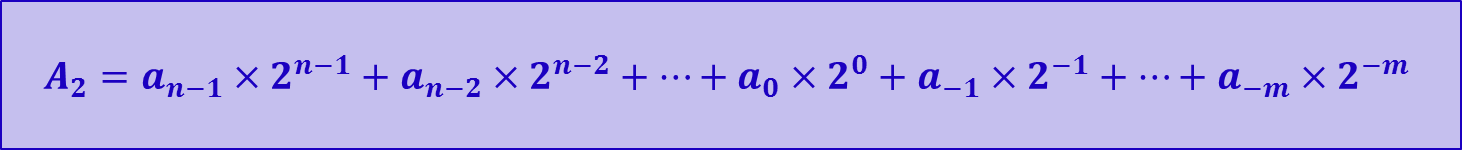 A₂ = aₙ₋₁ × 2ⁿ⁻¹ + aₙ₋₂ × 2ⁿ⁻² + ⋯ + a₀ × 2⁰ + a₋₁ × 2⁻¹ + ⋯ + a₋ₘ × 2⁻ᵐ